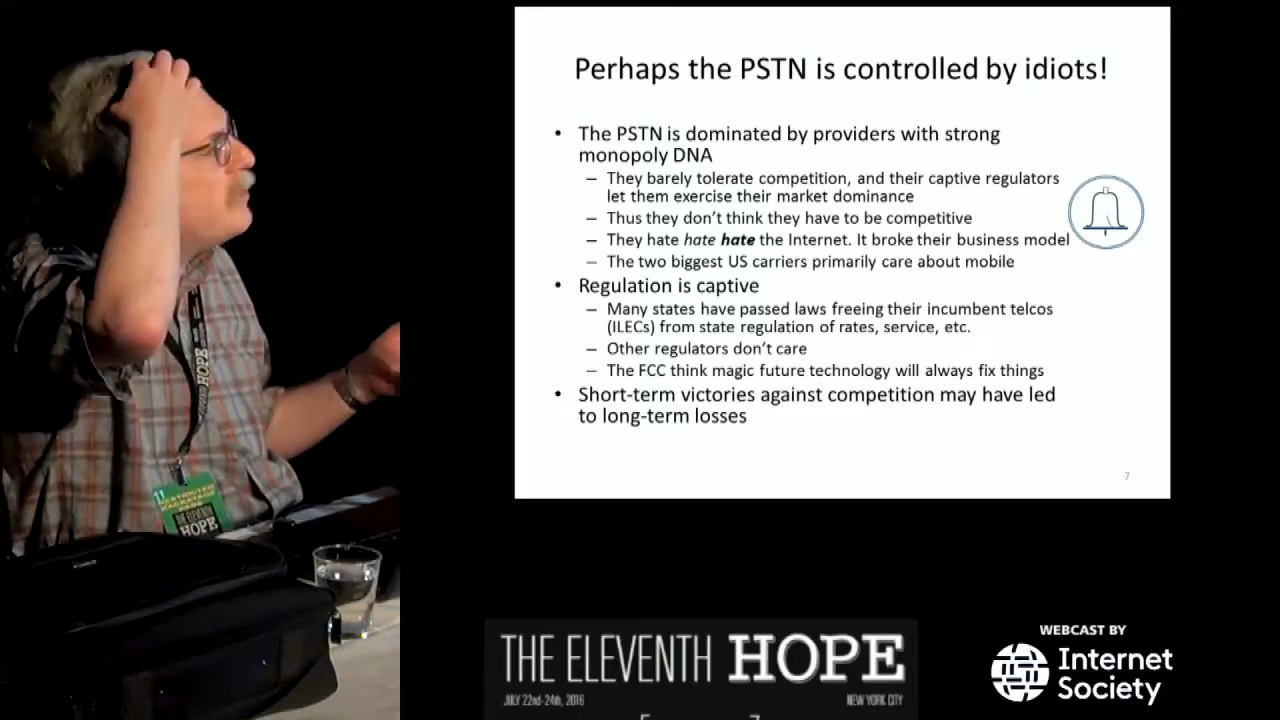 Perhaps the PSTN is controlled by idiots!
• The PSTN is dominated by providers with strong
monopoly DNA
– They barely tolerate competition, and their captive regulators
let them exercise their market dominance
– Thus they don't think they have to be competitive
– They hate hate hate the Internet. It broke their business model
– The two biggest US carriers primarily care about mobile
• Regulation is captive
– Many states have passed laws freeing their incumbent telcos
(ILECs) from state regulation of rates, service, etc.
– Other regulators don't care
– The FCC think magic future technology will always fix things
• Short-term victories against competition may have led
to long-term losses
7
HOPE
RESTRICTED
BACKSTAGE
THE ELEVENTH
HOPE
THE ELEVENTH HOPE
JULY 22nd-24th, 2016
NEW YORK CITY
WEBCAST BY
Internet
Society